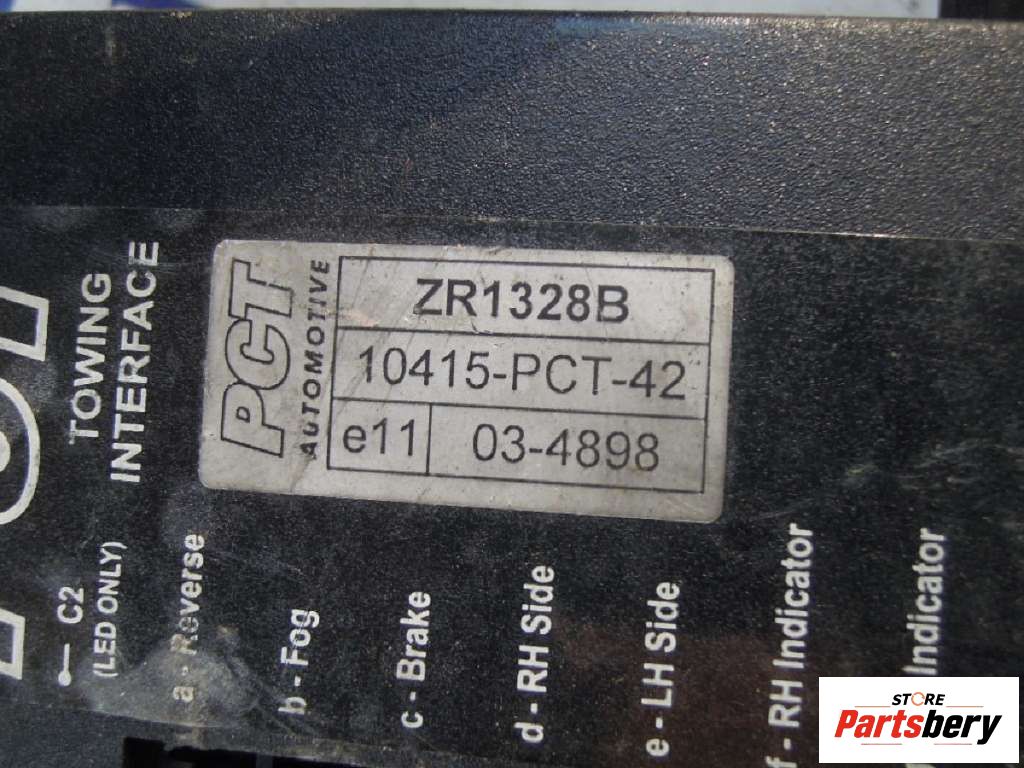 TOWING
INTERFACE
C2
(LED ONLY)
PCT
AUTOMOTIVE
ZR1328B
10415-PCT-42
e11
03-4898
a - Reverse
b - Fog
c - Brake
d - RH Side
e - LH Side
f - RH Indicator
Indicator
STORE
Partsbery